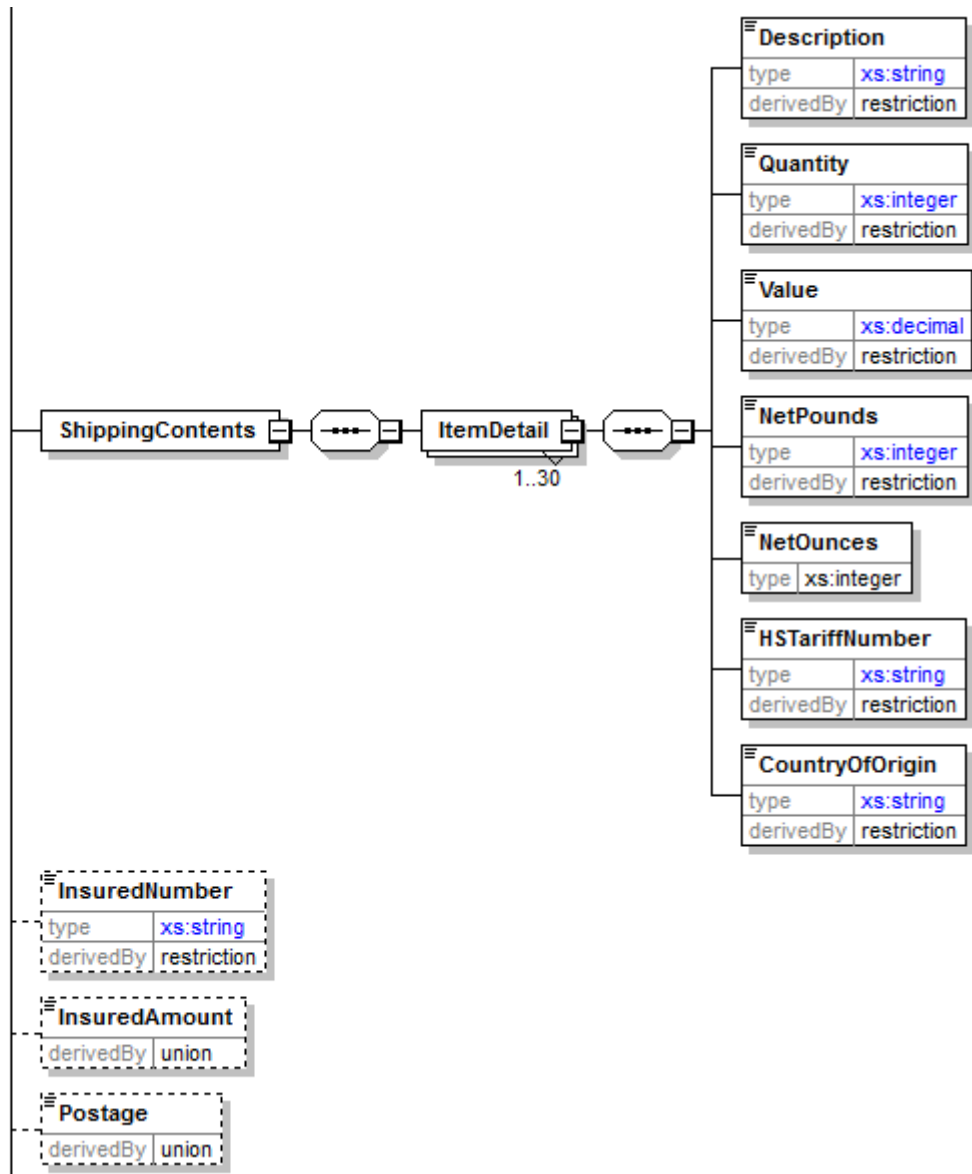 Description
type xs:string
derivedBy restriction
Quantity
type xs:integer
derivedBy restriction
Value
type xs:decimal
derivedBy restriction
ShippingContents
ItemDetail
1..30
NetPounds
type xs:integer
derivedBy restriction
NetOunces
type xs:integer
HSTariffNumber
type xs:string
derivedBy restriction
CountryOfOrigin
type xs:string
derivedBy restriction
InsuredNumber
type xs:string
derivedBy restriction
InsuredAmount
derivedBy union
Postage
derivedBy union